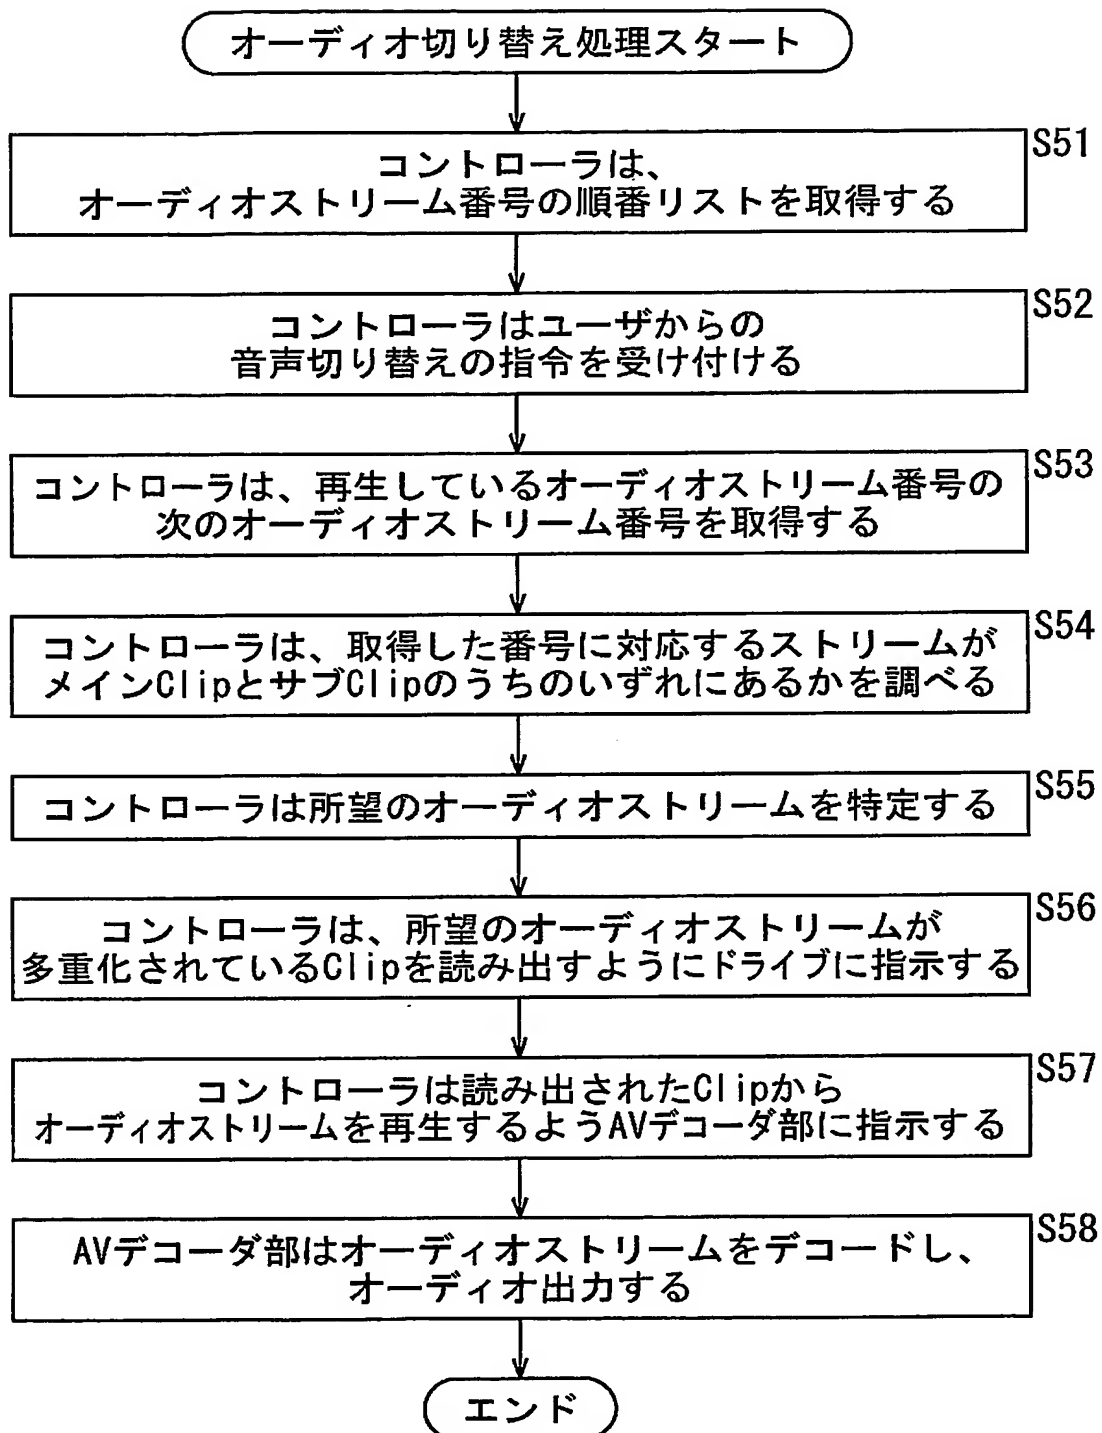 オーディオ切り替え処理スタート
S51
コントローラは、
オーディオストリーム番号の順番リストを取得する
S52
コントローラはユーザからの
音声切り替えの指令を受け付ける
S53
コントローラは、再生しているオーディオストリーム番号の
次のオーディオストリーム番号を取得する
S54
コントローラは、取得した番号に対応するストリームが
メインClipとサブClipのうちのいずれにあるかを調べる
S55
コントローラは所望のオーディオストリームを特定する
S56
コントローラは、所望のオーディオストリームが
多重化されているClipを読み出すようにドライブに指示する
S57
コントローラは読み出されたClipから
オーディオストリームを再生するようAVデコーダ部に指示する
S58
AVデコーダ部はオーディオストリームをデコードし、
オーディオ出力する
エンド